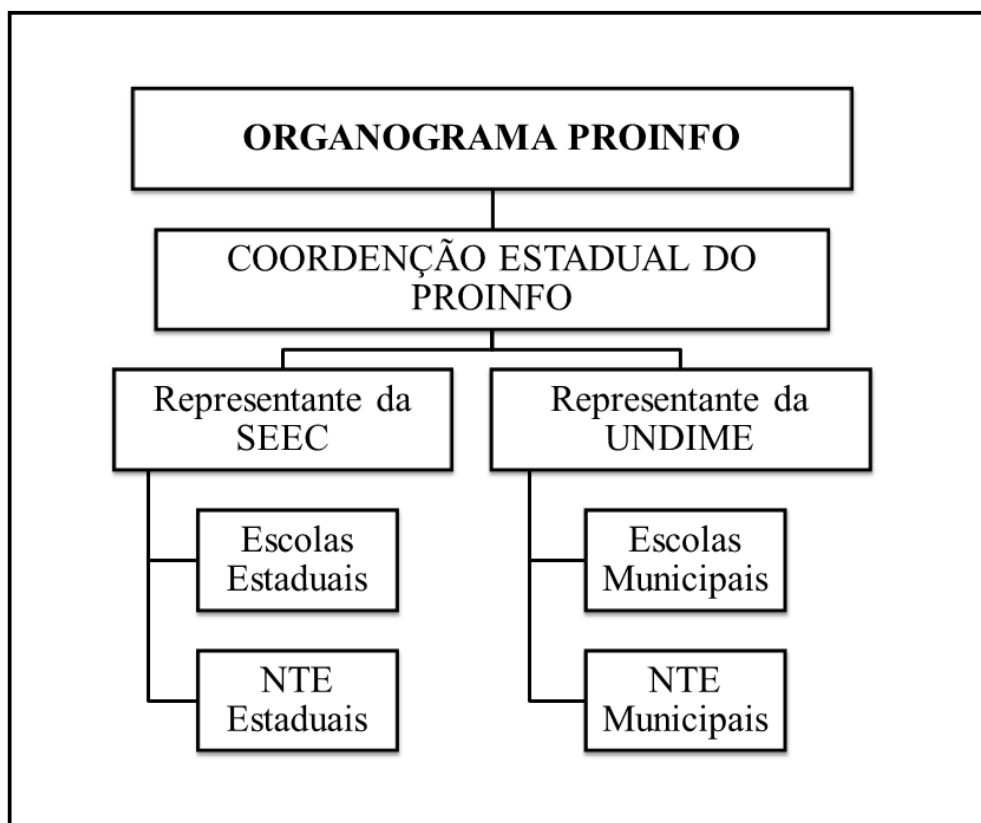 ORGANOGRAMA PROINFO
COORDENÇÃO ESTADUAL DO
PROINFO
Representante da
SEEC
Representante da
UNDIME
Escolas
Estaduais
Escolas
Municipais
NTE
Estaduais
NTE
Municipais